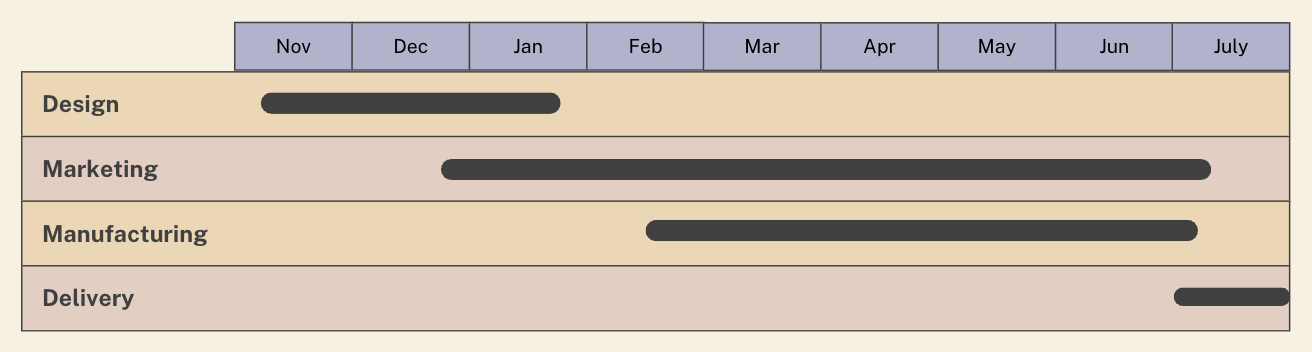 Nov Dec Jan Feb Mar Apr May Jun July
Design
Marketing
Manufacturing
Delivery